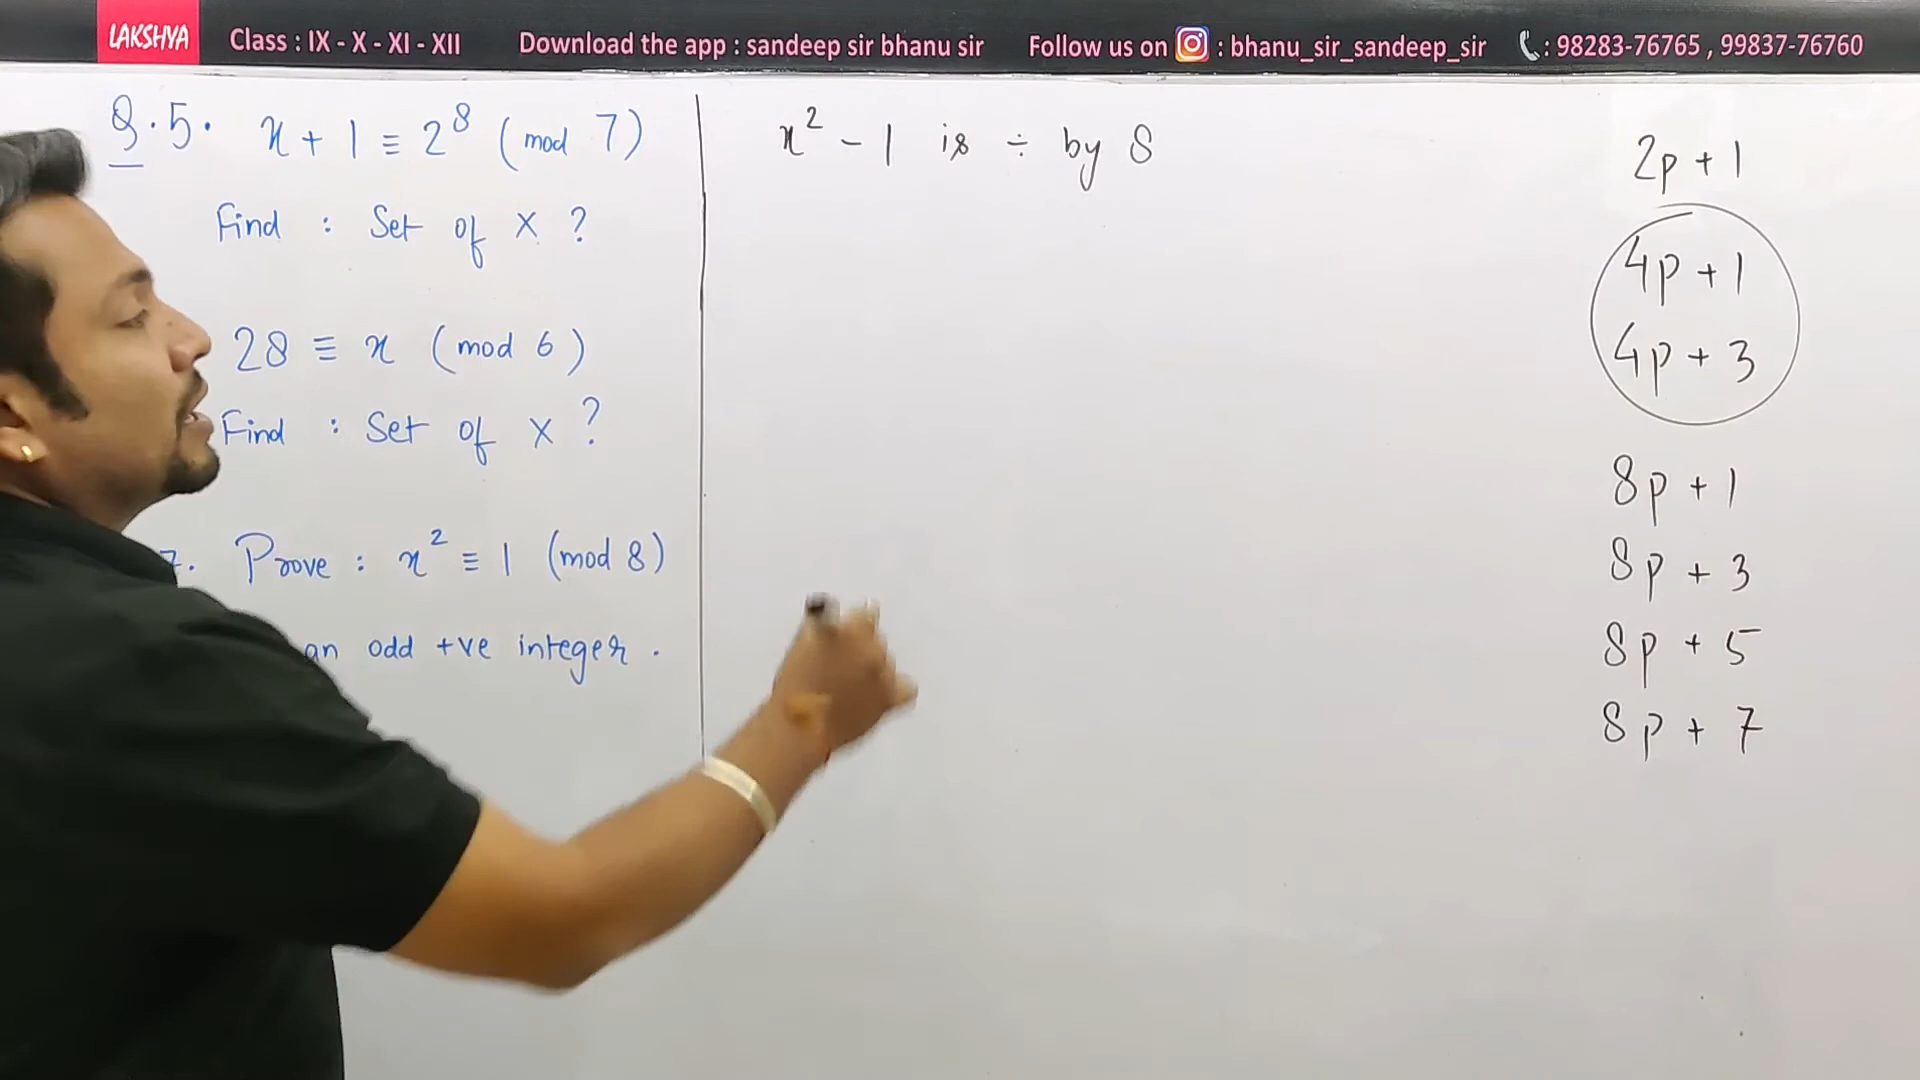 LAKSHYA Class : IX - X - XI - XII Download the app : sandeep sir bhanu sir Follow us on : bhanu_sir_sandeep_sir : 98283-76765 , 99837-76760
Q.5. x + 1 ≡ 2⁸ (mod 7)
Find : Set of X ?
28 ≡ x (mod 6)
Find : Set of X ?
7. Prove : x² ≡ 1 (mod 8)
an odd +ve integer.
x² - 1 is ÷ by 8
2p + 1
4p + 1
4p + 3
8p + 1
8p + 3
8p + 5
8p + 7